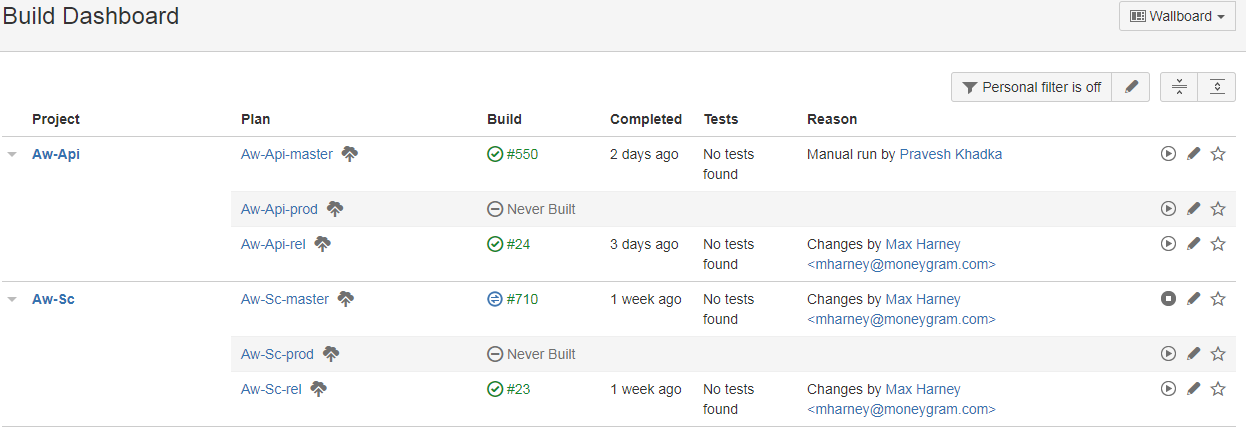 Build Dashboard
Wallboard
Personal filter is off
Project Plan Build Completed Tests Reason
Aw-Api Aw-Api-master #550 2 days ago No tests Manual run by Pravesh Khadka
found
Aw-Api-prod Never Built
Aw-Api-rel #24 3 days ago No tests Changes by Max Harney
found <mharney@moneygram.com>
Aw-Sc Aw-Sc-master #710 1 week ago No tests Changes by Max Harney
found <mharney@moneygram.com>
Aw-Sc-prod Never Built
Aw-Sc-rel #23 1 week ago No tests Changes by Max Harney
found <mharney@moneygram.com>